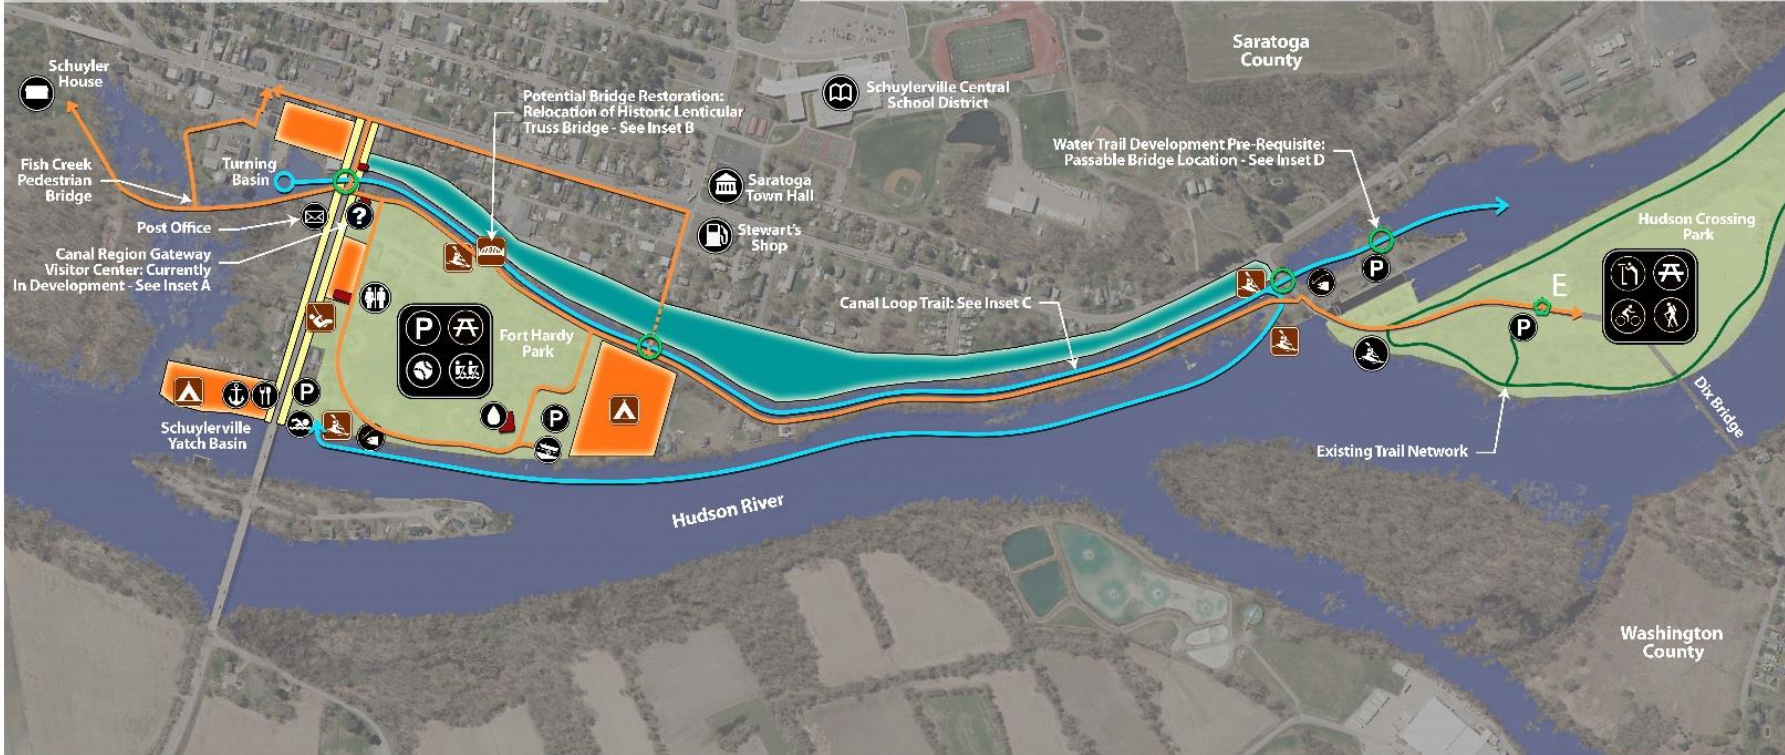 Schuyler
House
Saratoga
County
Schuylerville Central
School District
Potential Bridge Restoration:
Relocation of Historic Lenticular
Truss Bridge - See Inset B
Water Trail Development Pre-Requisite:
Passable Bridge Location - See Inset D
Fish Creek
Pedestrian
Bridge
Turning
Basin
Saratoga
Town Hall
Post Office
?
Stewart's
Shop
Hudson Crossing
Park
Canal Region Gateway
Visitor Center: Currently
In Development - See Inset A
P
Canal Loop Trail: See Inset C
E
P
P
Fort Hardy
Park
P
P
Schuylerville
Yatch Basin
Dix Bridge
Existing Trail Network
Hudson River
Washington
County